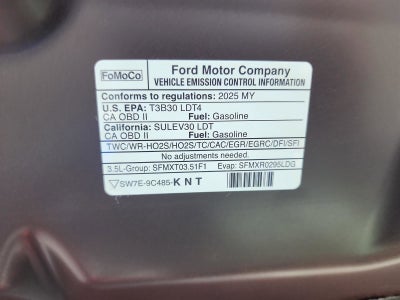 FoMoCo
Ford Motor Company
VEHICLE EMISSION CONTROL INFORMATION
Conforms to regulations: 2025 MY
U.S. EPA: T3B30 LDT4
CA OBD II Fuel: Gasoline
California: SULEV30 LDT
CA OBD II Fuel: Gasoline
TWC/WR-HO2S/HO2S/TC/CAC/EGR/EGRC/DFI/SFI
No adjustments needed.
3.5L-Group: SFMXT03.51F1 Evap: SFMXR0295LDG
SW7E-9C485-KNT